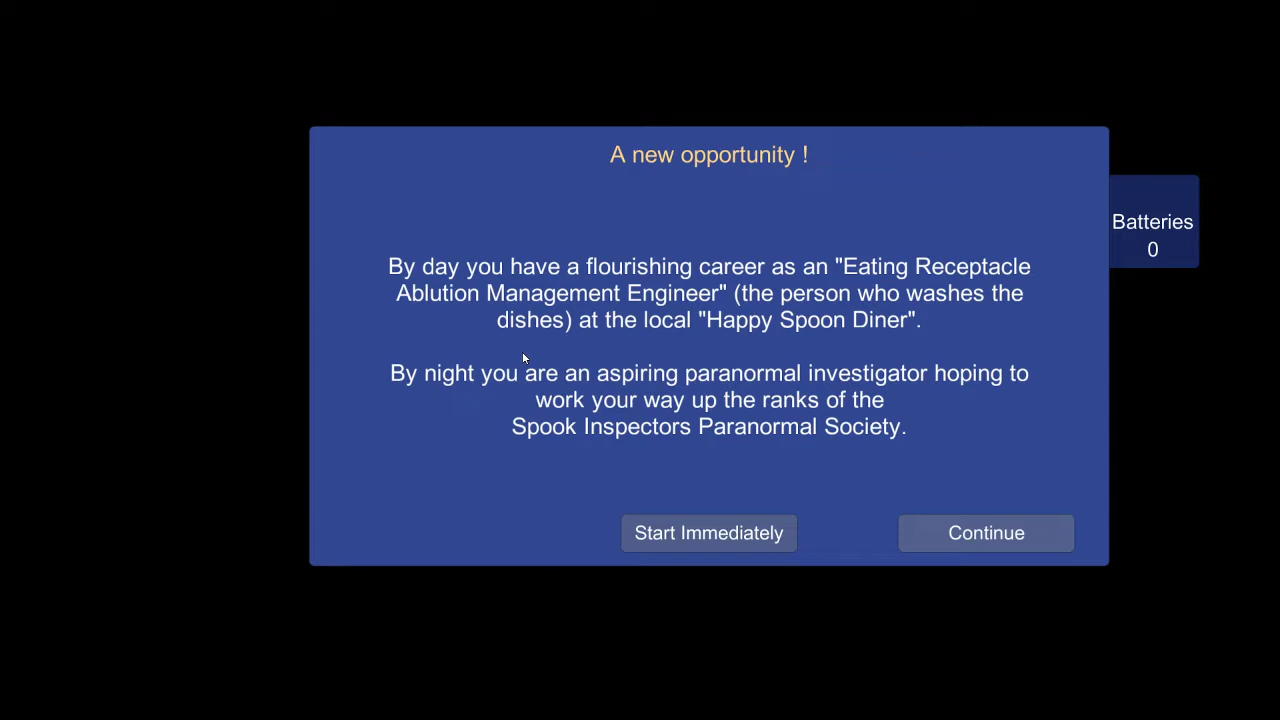 A new opportunity !
Batteries
0
By day you have a flourishing career as an "Eating Receptacle
Ablution Management Engineer" (the person who washes the
dishes) at the local "Happy Spoon Diner".
By night you are an aspiring paranormal investigator hoping to
work your way up the ranks of the
Spook Inspectors Paranormal Society.
Start Immediately
Continue